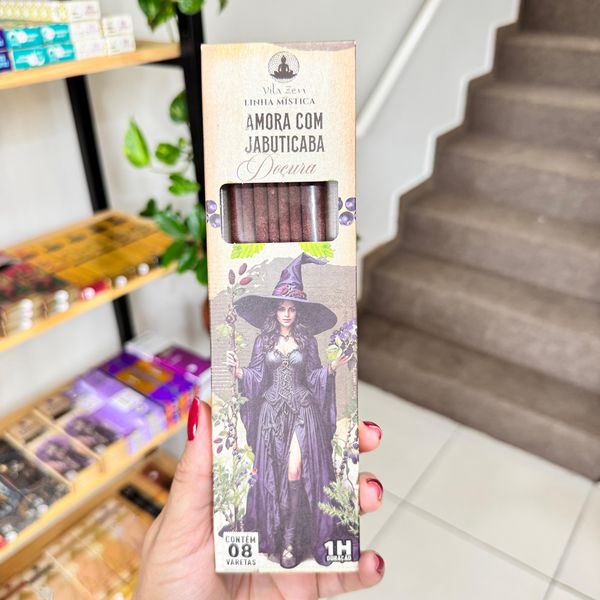 Vila Zen
LINHA MÍSTICA
AMORA COM
JABUTICABA
Doçura
CONTÉM
08
VARETAS
1H
DURAÇÃO